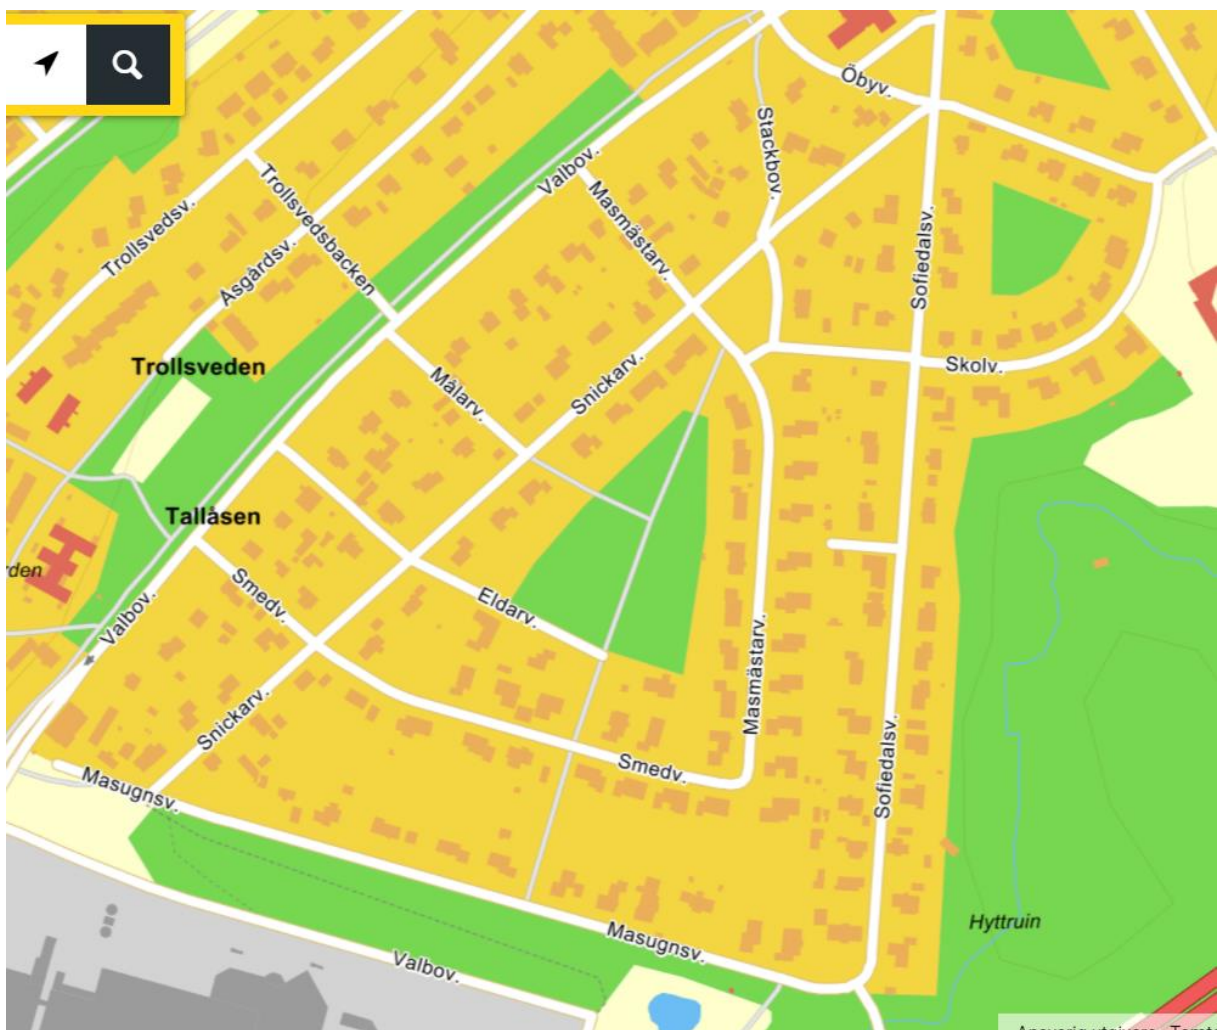 Öbyv.
Stackbov.
Valbov.
Masmästarv.
Trollsvedsbacken
Trollsvedsv.
Åsgårdsv.
Sofiedalsv.
Trollsveden
Målarv.
Snickarv.
Skolv.
Tallåsen
rden
Smedv.
Eldarv.
Valbov.
Masmästarv.
Snickarv.
Sofiedalsv.
Smedv.
Masugnsv.
Hyttruin
Masugnsv.
Valbov.